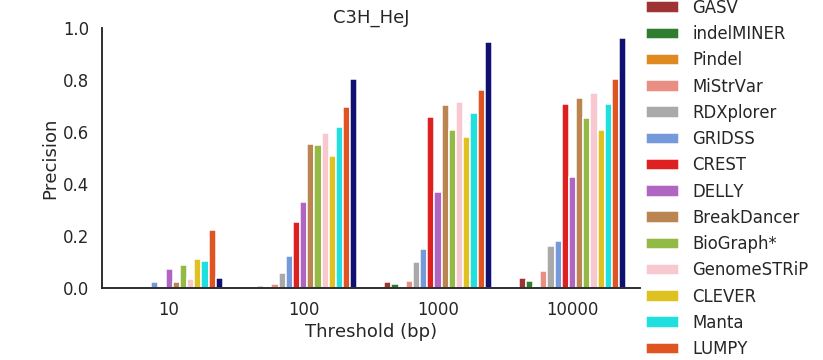 C3H_HeJ
Precision
1.0
0.8
0.6
0.4
0.2
0.0
10
100
1000
10000
Threshold (bp)
GASV
indelMINER
Pindel
MiStrVar
RDXplorer
GRIDSS
CREST
DELLY
BreakDancer
BioGraph*
GenomeSTRiP
CLEVER
Manta
LUMPY